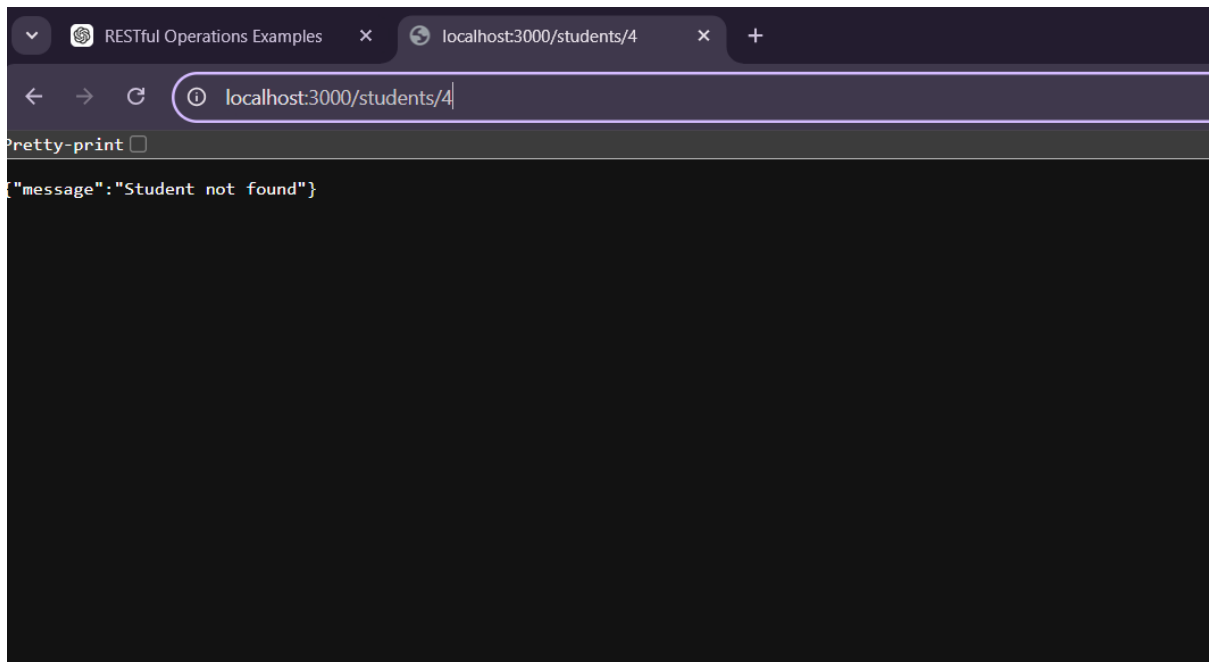 RESTful Operations Examples
localhost:3000/students/4
localhost:3000/students/4
Pretty-print
{"message":"Student not found"}